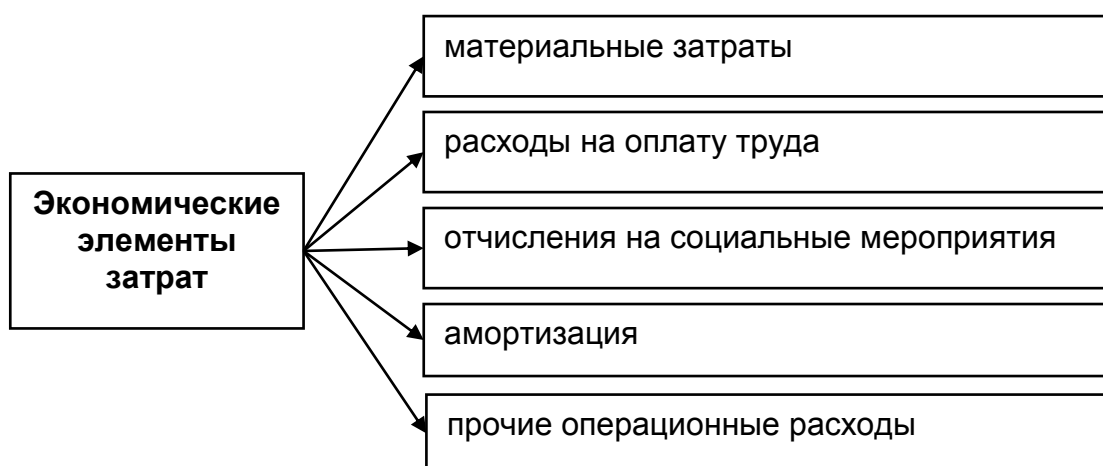 материальные затраты
расходы на оплату труда
Экономические
элементы
затрат
отчисления на социальные мероприятия
амортизация
прочие операционные расходы